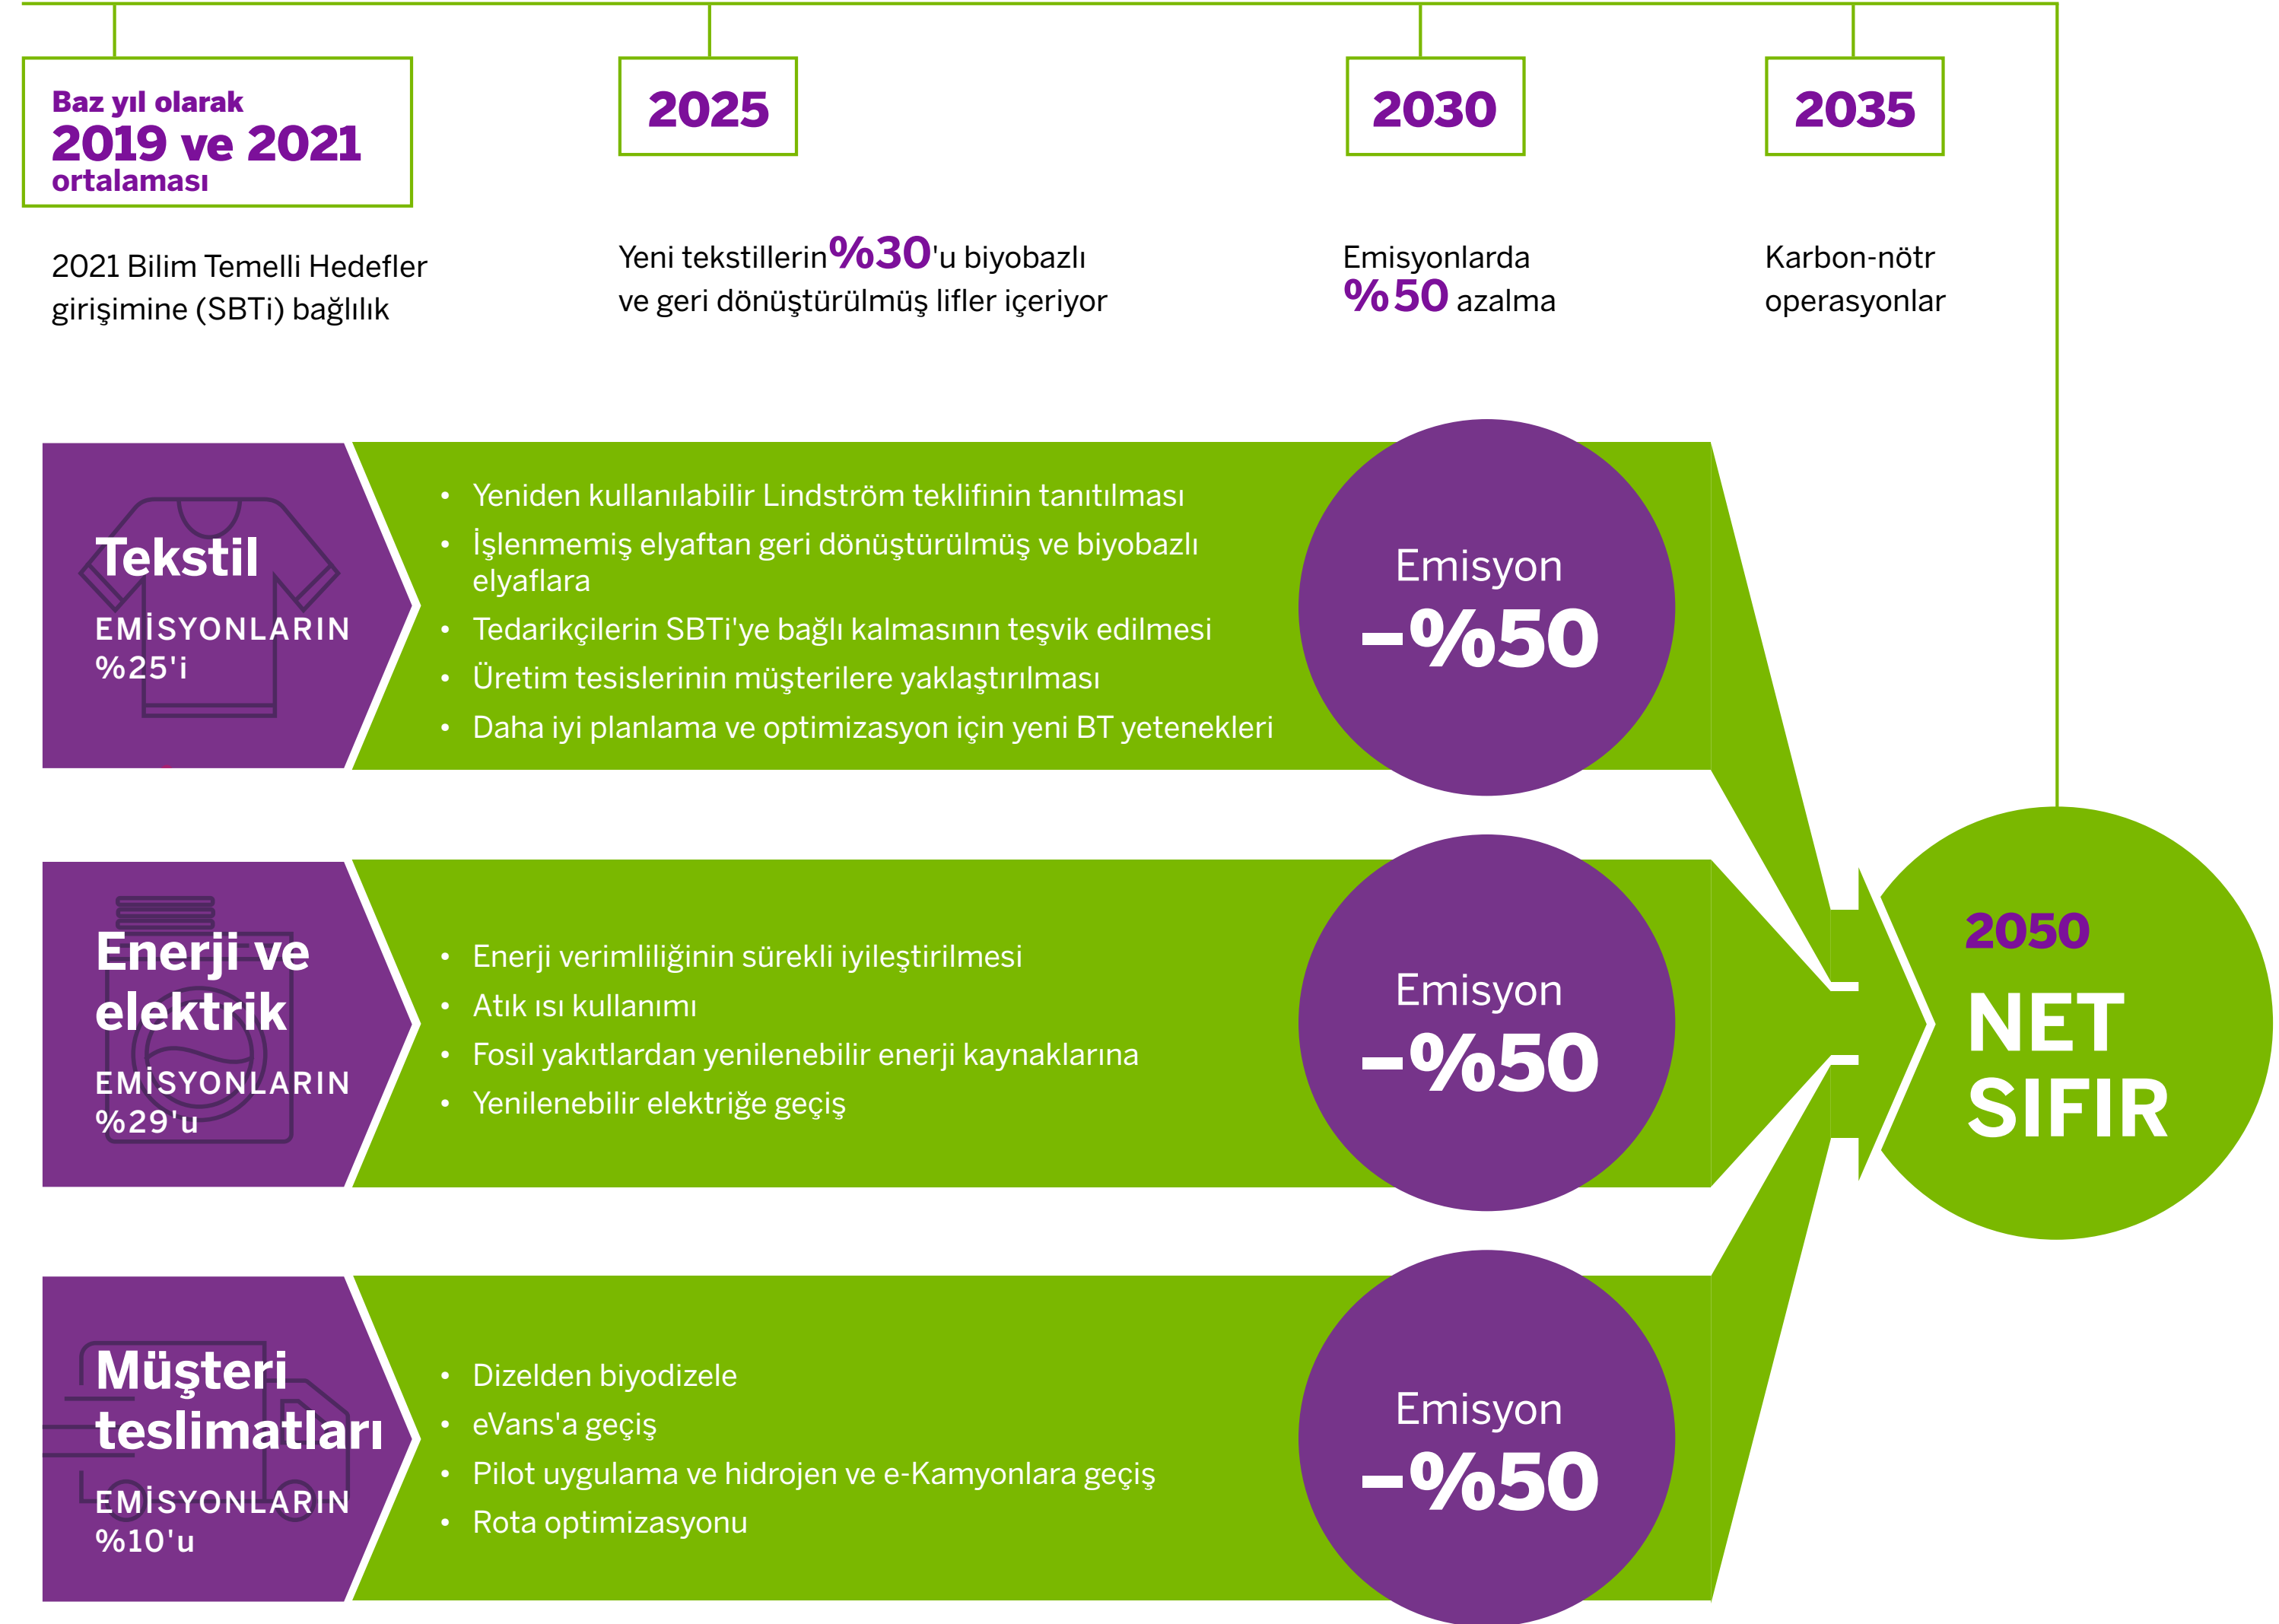 Baz yıl olarak
2019 ve 2021
ortalaması
2021 Bilim Temelli Hedefler
girişimine (SBTi) bağlılık
2025
Yeni tekstillerin %30'u biyobazlı
ve geri dönüştürülmüş lifler içeriyor
2030
Emisyonlarda
%50 azalma
2035
Karbon-nötr
operasyonlar
Tekstil
EMİSYONLARIN
%25'i
• Yeniden kullanılabilir Lindström teklifinin tanıtılması
• İşlenmemiş elyaftan geri dönüştürülmüş ve biyobazlı
elyaflara
• Tedarikçilerin SBTi'ye bağlı kalmasının teşvik edilmesi
• Üretim tesislerinin müşterilere yaklaştırılması
• Daha iyi planlama ve optimizasyon için yeni BT yetenekleri
Emisyon
–%50
Enerji ve
elektrik
EMİSYONLARIN
%29'u
• Enerji verimliliğinin sürekli iyileştirilmesi
• Atık ısı kullanımı
• Fosil yakıtlardan yenilenebilir enerji kaynaklarına
• Yenilenebilir elektriğe geçiş
Emisyon
–%50
Müşteri
teslimatları
EMİSYONLARIN
%10'u
• Dizelden biyodizele
• eVans'a geçiş
• Pilot uygulama ve hidrojen ve e-Kamyonlara geçiş
• Rota optimizasyonu
Emisyon
–%50
2050
NET
SIFIR